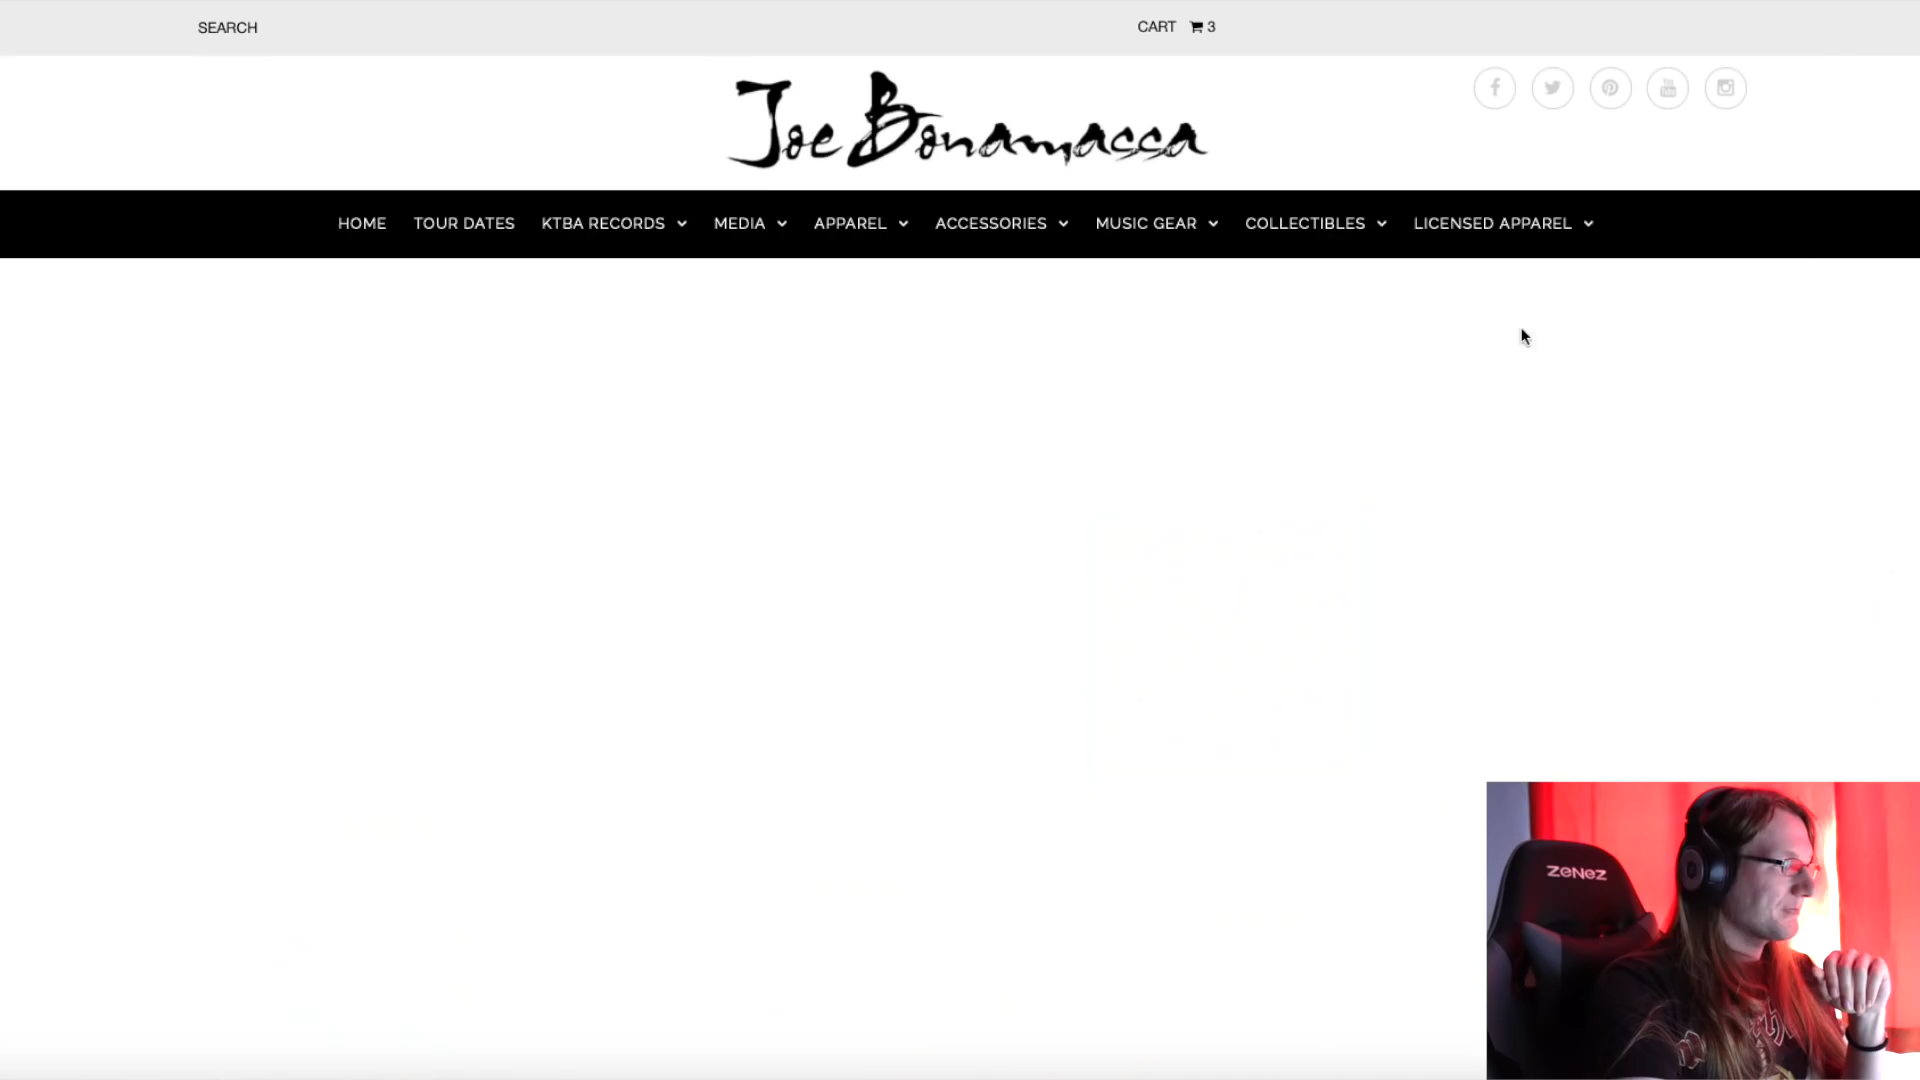 SEARCH
CART 3
Joe Bonamassa
HOME TOUR DATES KTBA RECORDS MEDIA APPAREL ACCESSORIES MUSIC GEAR COLLECTIBLES LICENSED APPAREL
ZENEZ